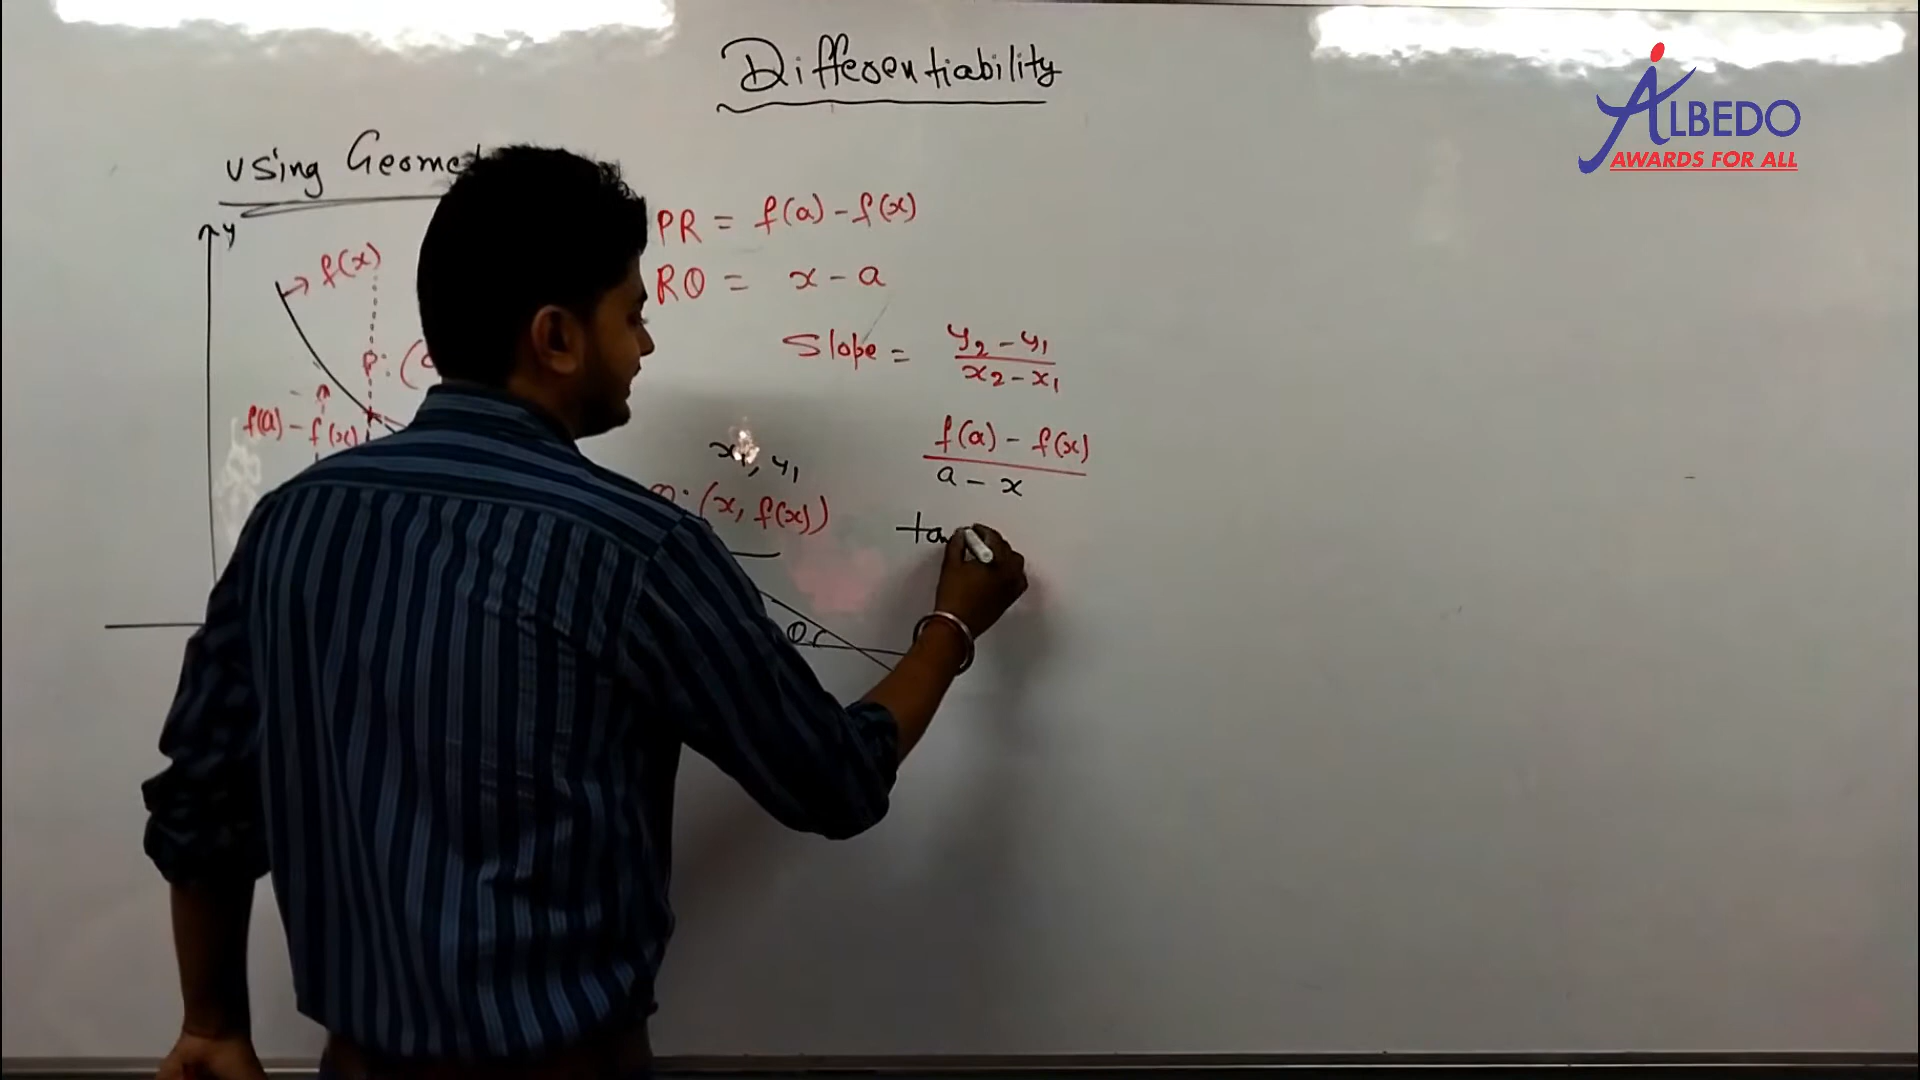 Differentiability
ALBEDO
AWARDS FOR ALL
using Geome
y
f(x)
P: (
f(a) - f(x)
PR = f(a) - f(x)
RQ = x - a
Slope = y2 - y1
x2 - x1
f(a) - f(x)
a - x
x1, y1
: (x, f(x))
ta
θ